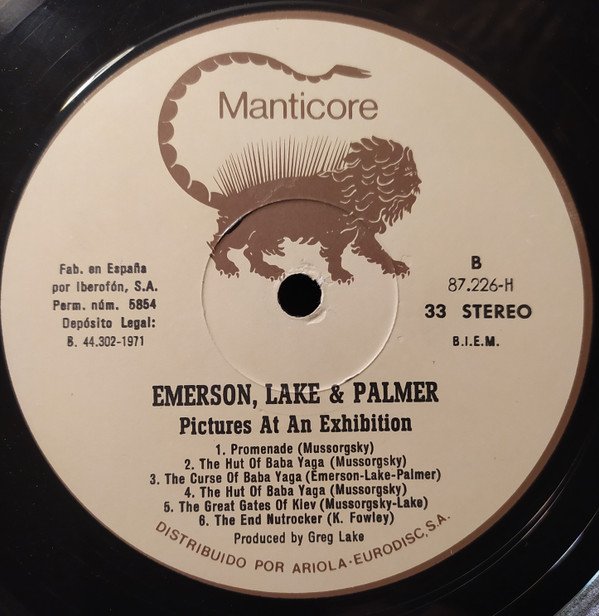 Manticore
Fab. en España
por Iberofón, S.A.
Perm. núm. 5854
Depósito Legal:
B. 44.302-1971
B
87.226-H
33 STEREO
B.I.E.M.
EMERSON, LAKE & PALMER
Pictures At An Exhibition
1. Promenade (Mussorgsky)
2. The Hut Of Baba Yaga (Mussorgsky)
3. The Curse Of Baba Yaga (Emerson-Lake-Palmer)
4. The Hut Of Baba Yaga (Mussorgsky)
5. The Great Gates Of Kiev (Mussorgsky-Lake)
6. The End Nutrocker (K. Fowley)
Produced by Greg Lake
DISTRIBUIDO POR ARIOLA-EURODISC, S.A.